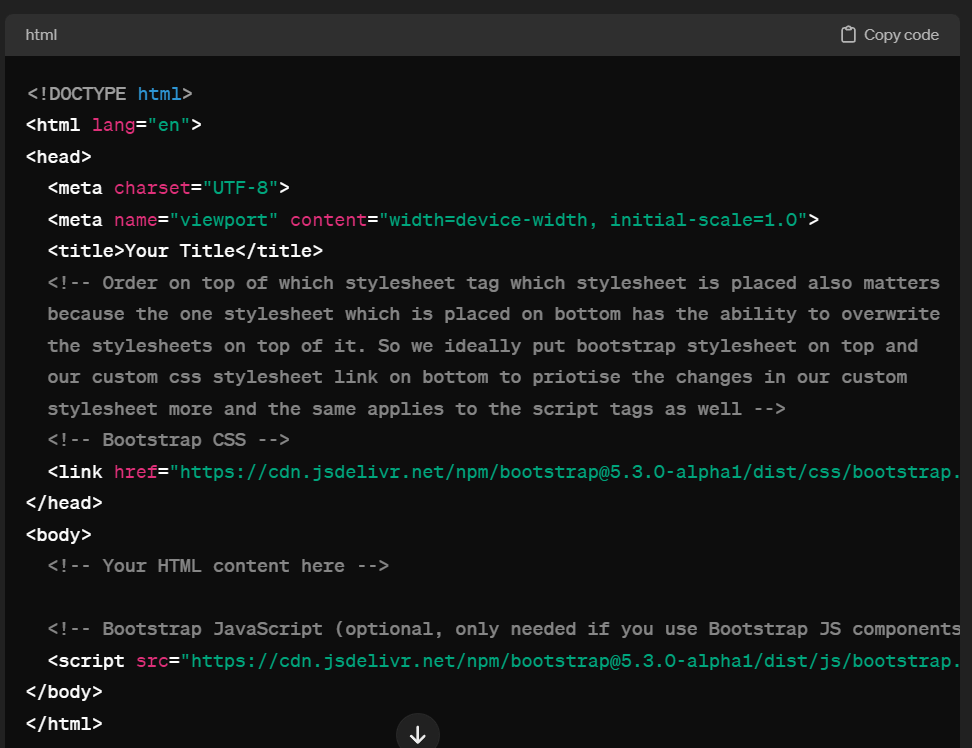 html
Copy code
<!DOCTYPE html>
<html lang="en">
<head>
<meta charset="UTF-8">
<meta name="viewport" content="width=device-width, initial-scale=1.0">
<title>Your Title</title>
<!-- Order on top of which stylesheet tag which stylesheet is placed also matters
because the one stylesheet which is placed on bottom has the ability to overwrite
the stylesheets on top of it. So we ideally put bootstrap stylesheet on top and
our custom css stylesheet link on bottom to priotise the changes in our custom
stylesheet more and the same applies to the script tags as well -->
<!-- Bootstrap CSS -->
<link href="https://cdn.jsdelivr.net/npm/bootstrap@5.3.0-alpha1/dist/css/bootstrap.
</head>
<body>
<!-- Your HTML content here -->
<!-- Bootstrap JavaScript (optional, only needed if you use Bootstrap JS components
<script src="https://cdn.jsdelivr.net/npm/bootstrap@5.3.0-alpha1/dist/js/bootstrap.
</body>
</html>